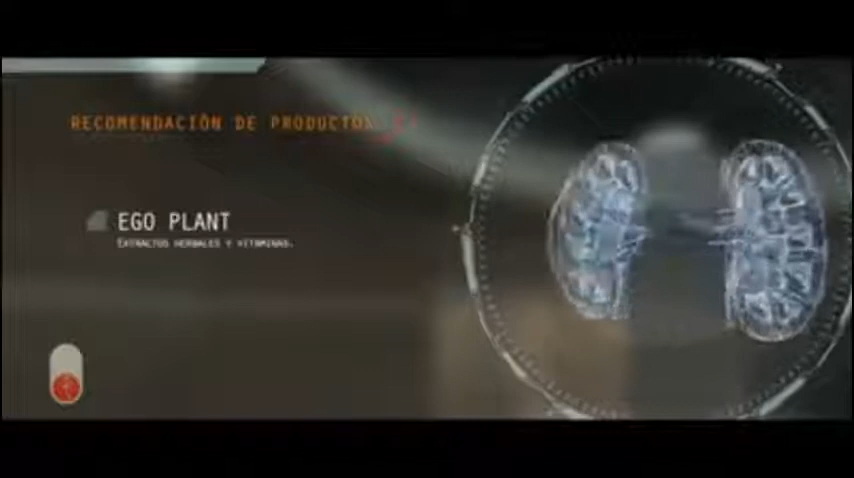 RECOMENDACIÓN DE PRODUCTOS
EGO PLANT
EXTRACTOS HERBALES Y VITAMINAS.